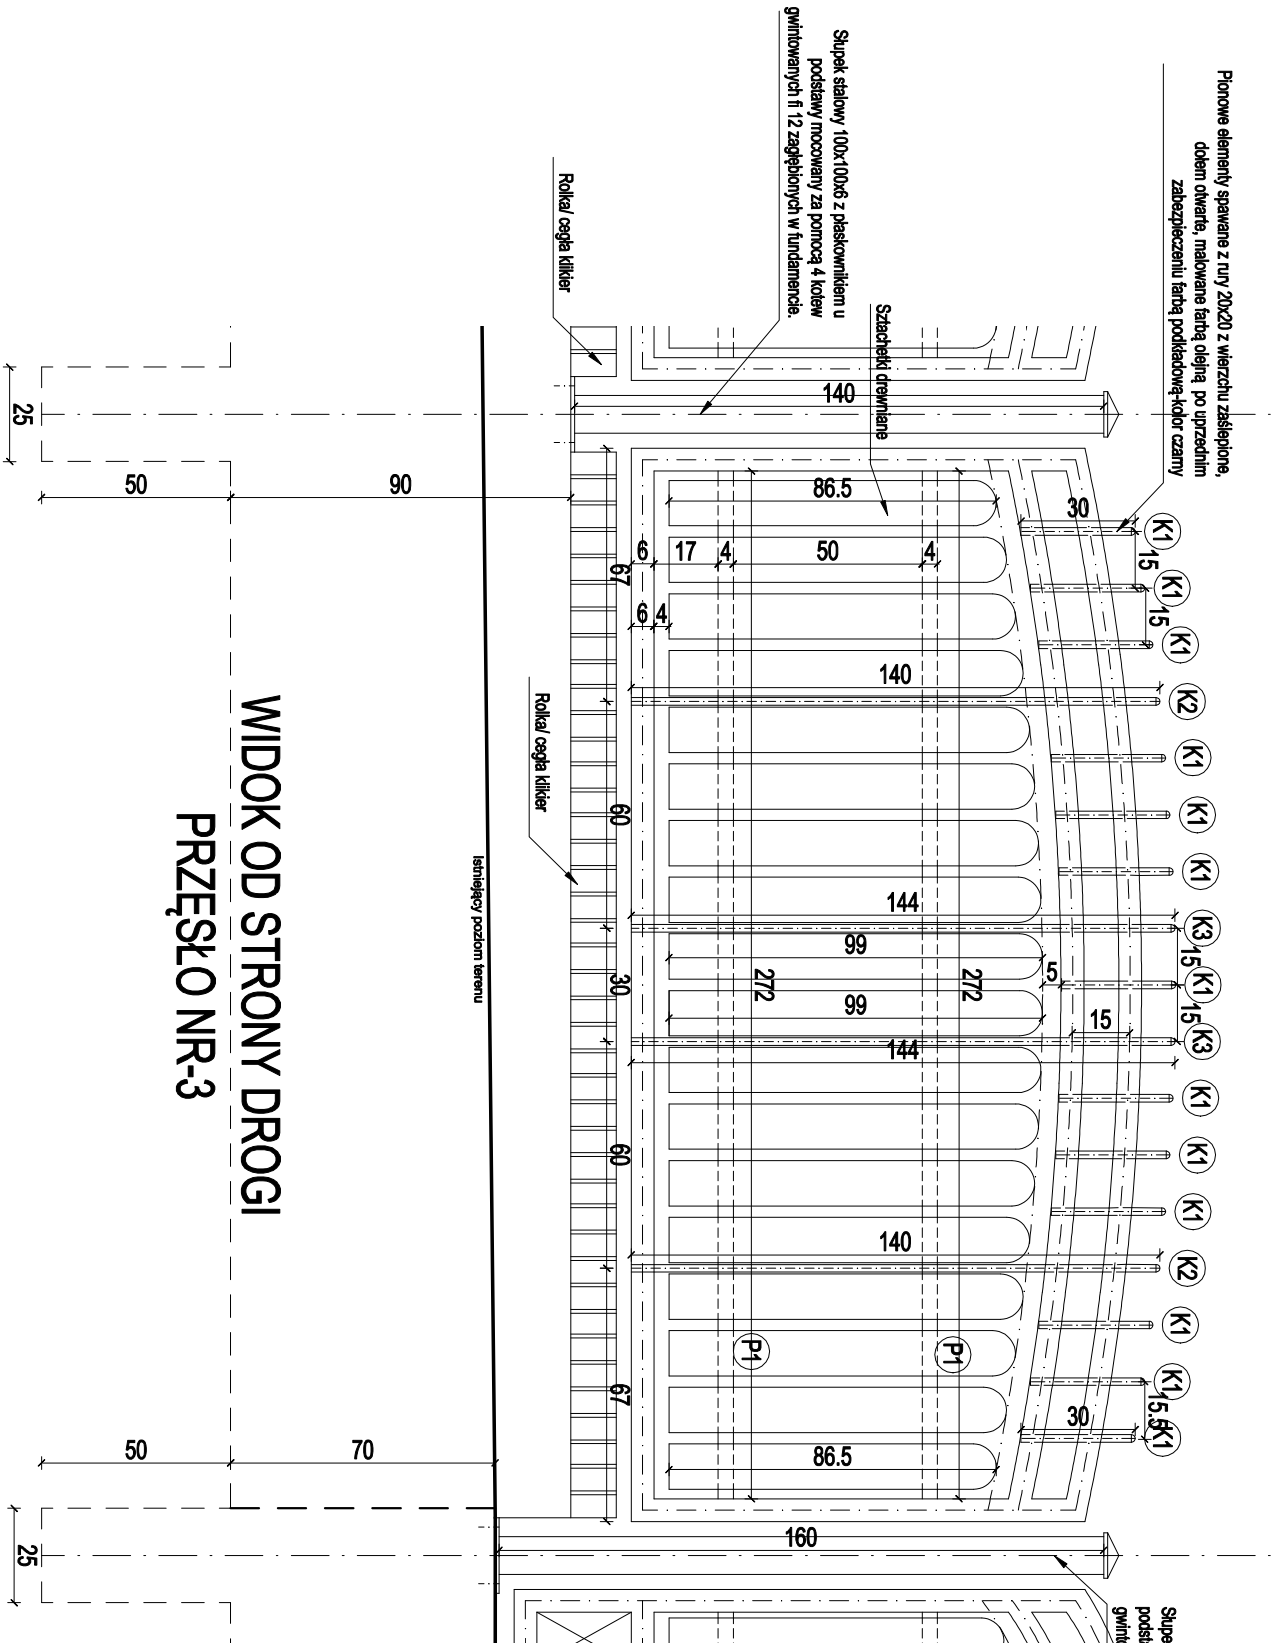 Pionowe elementy spawane z rury 20x20 z wierzchu zaślepione,
dołem otwarte, malowane farbą olejną po uprzednim
zabezpieczeniu farbą podkładową-kolor czarny
Słupek stalowy 100x100x6 z płaskownikiem u
podstawy mocowany za pomocą 4 kotew
gwintowanych fi 12 zagłębionych w fundamencie.
Sztachetki drewniane
Rolka/ cegła klikier
K1
K1
K1
K2
K1
K1
K1
K3
K1
K3
K1
K1
K1
K2
K1
K1
K1
15
15
15
15
15.5
30
30
140
86.5
140
144
99
99
144
140
86.5
160
5
15
272
272
6
17
4
50
4
6
4
P1
P1
67
60
30
60
67
Rolka/ cegła klikier
Istniejący poziom terenu
90
50
25
70
50
25
Słupe
podst
gwint
WIDOK OD STRONY DROGI
PRZĘSŁO NR-3